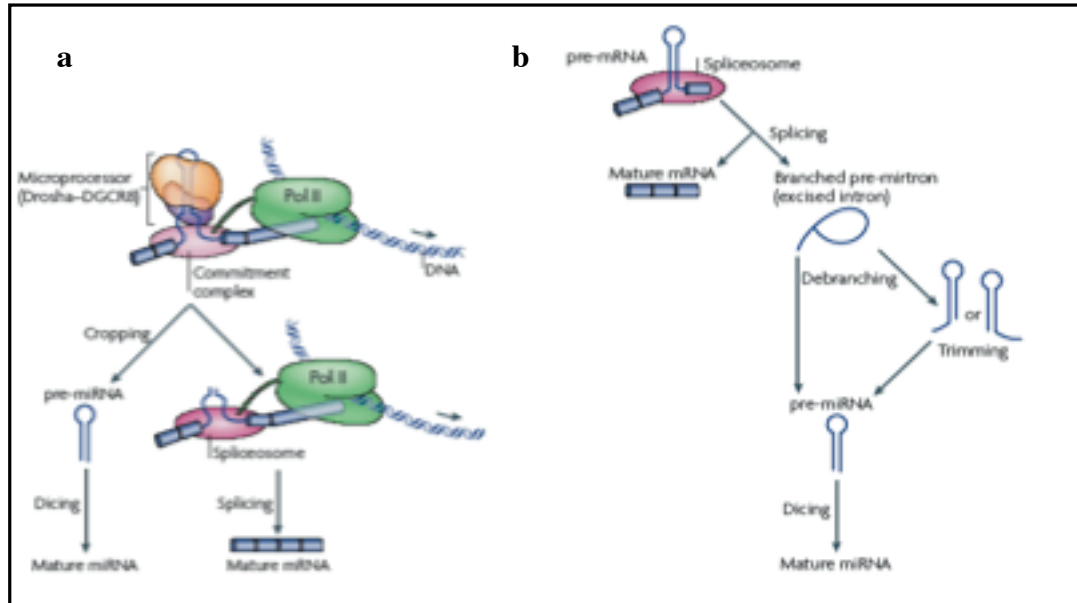 a
Microprocessor
(Drosha–DGCR8)
Pol II
DNA
Commitment
complex
Cropping
pre-miRNA
Pol II
Spliceosome
Dicing
Splicing
Mature miRNA
Mature mRNA
b
pre-mRNA
Spliceosome
Splicing
Mature mRNA
Branched pre-mirtron
(excised intron)
Debranching
or
Trimming
pre-miRNA
Dicing
Mature miRNA